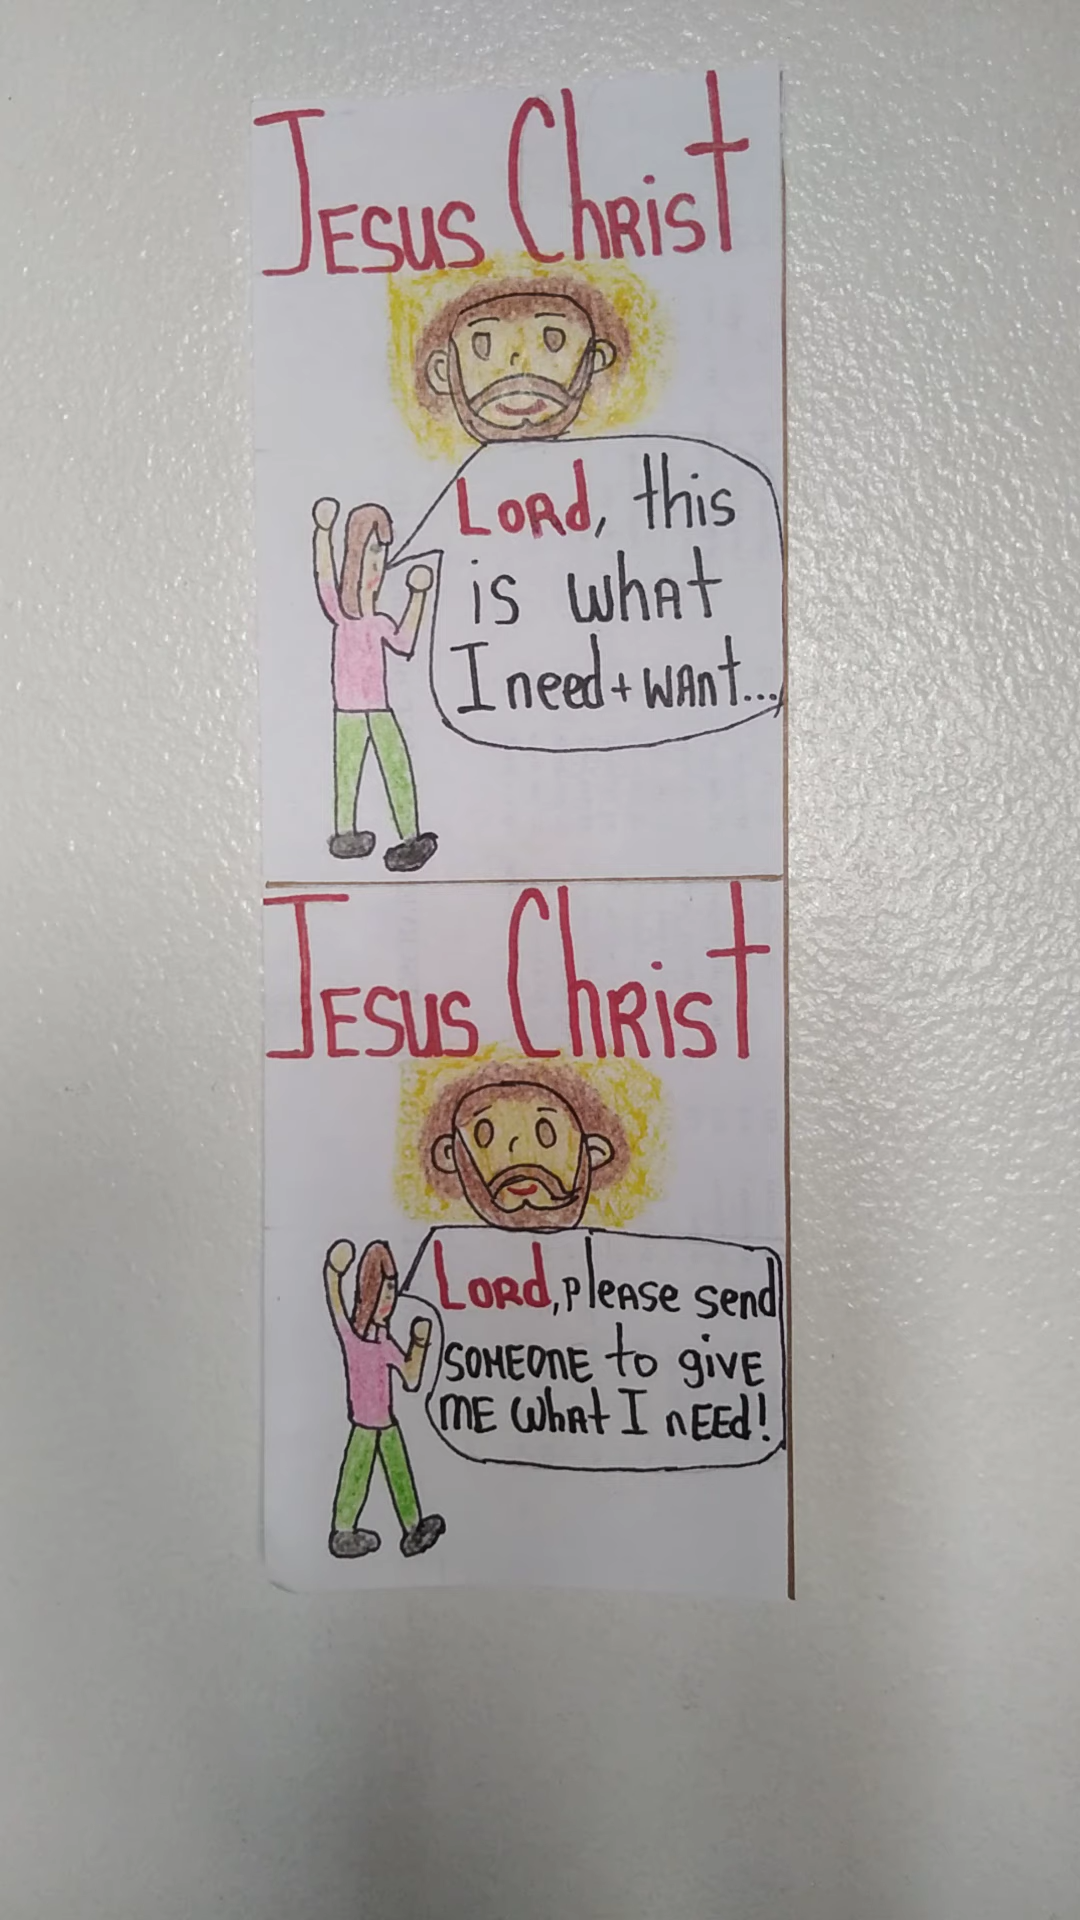 JESUS ChRisT
LORd, this
is whAt
I need + wAnt...
JESUS ChRisT
LORd, pleAse send
SOMEONE to giVE
ME whAt I nEEd!